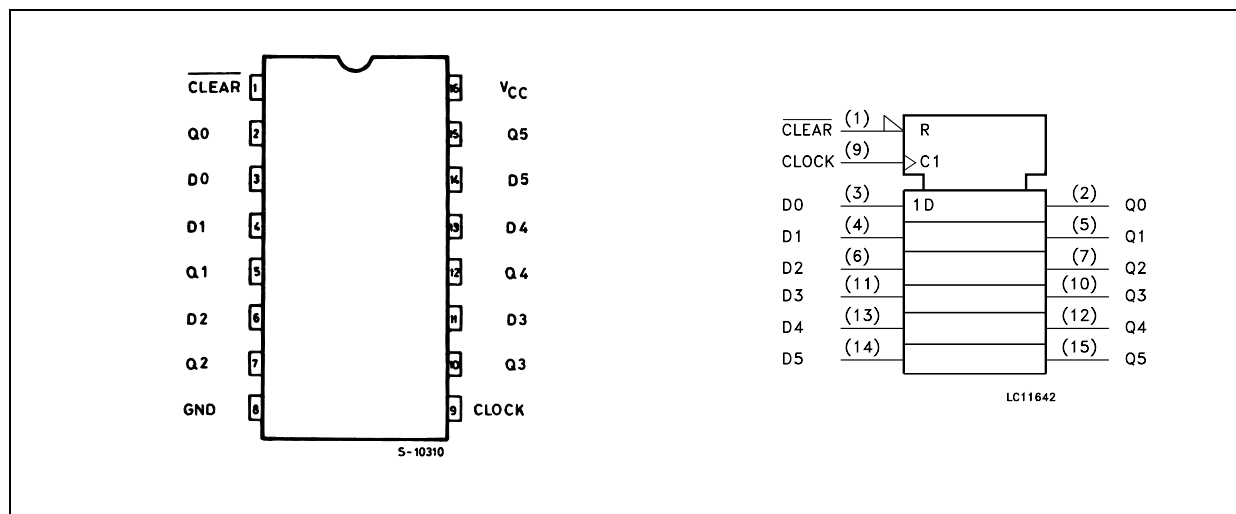 CLEAR 1 16 VCC
Q0 2 15 Q5
D0 3 14 D5
D1 4 13 D4
Q1 5 12 Q4
D2 6 11 D3
Q2 7 10 Q3
GND 8 9 CLOCK
S-10310
CLEAR (1) R
CLOCK (9) C1
D0 (3) 1D (2) Q0
D1 (4) (5) Q1
D2 (6) (7) Q2
D3 (11) (10) Q3
D4 (13) (12) Q4
D5 (14) (15) Q5
LC11642